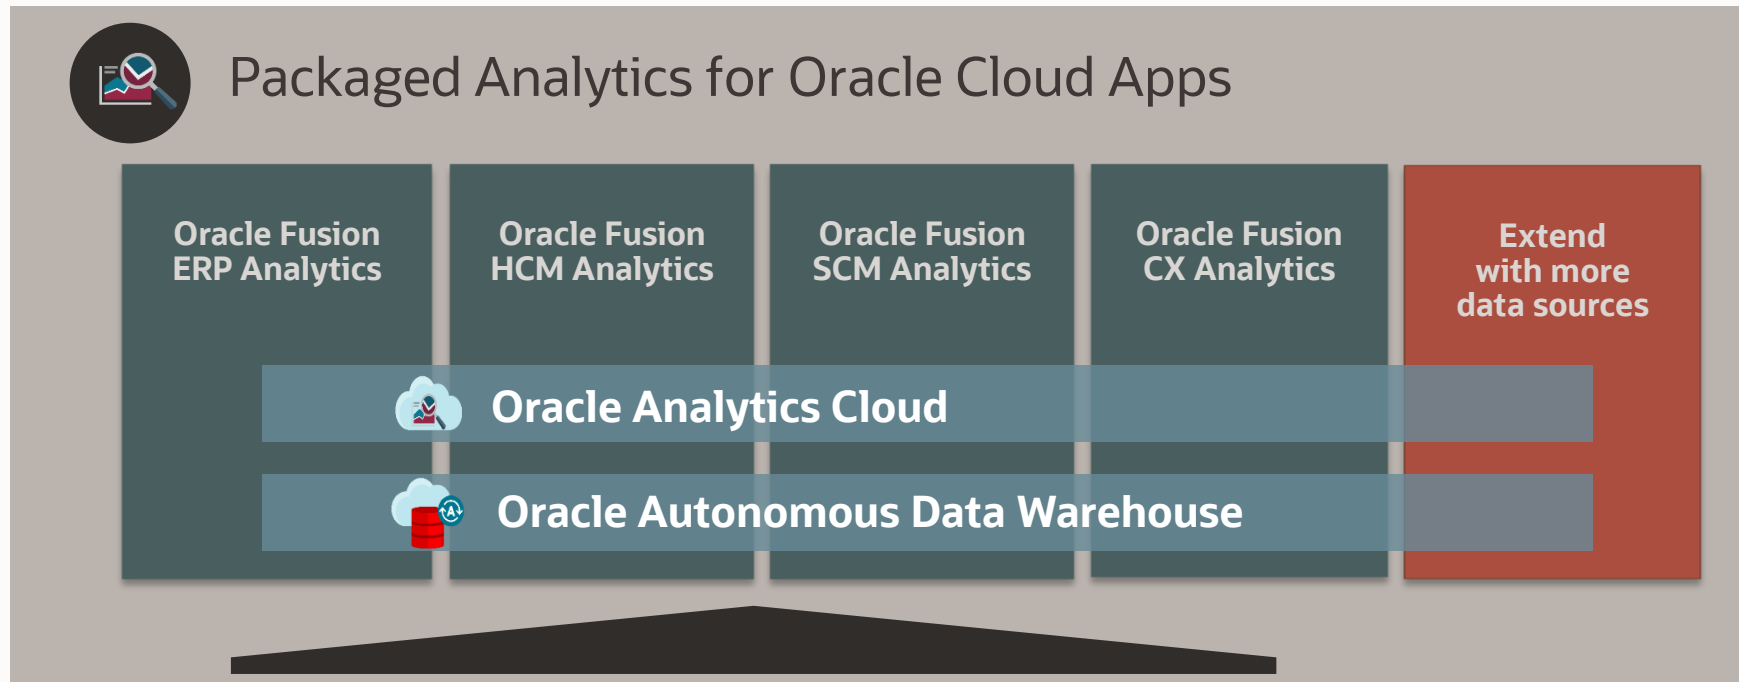 Packaged Analytics for Oracle Cloud Apps
Oracle Fusion
ERP Analytics
Oracle Fusion
HCM Analytics
Oracle Fusion
SCM Analytics
Oracle Fusion
CX Analytics
Extend
with more
data sources
Oracle Analytics Cloud
A
Oracle Autonomous Data Warehouse